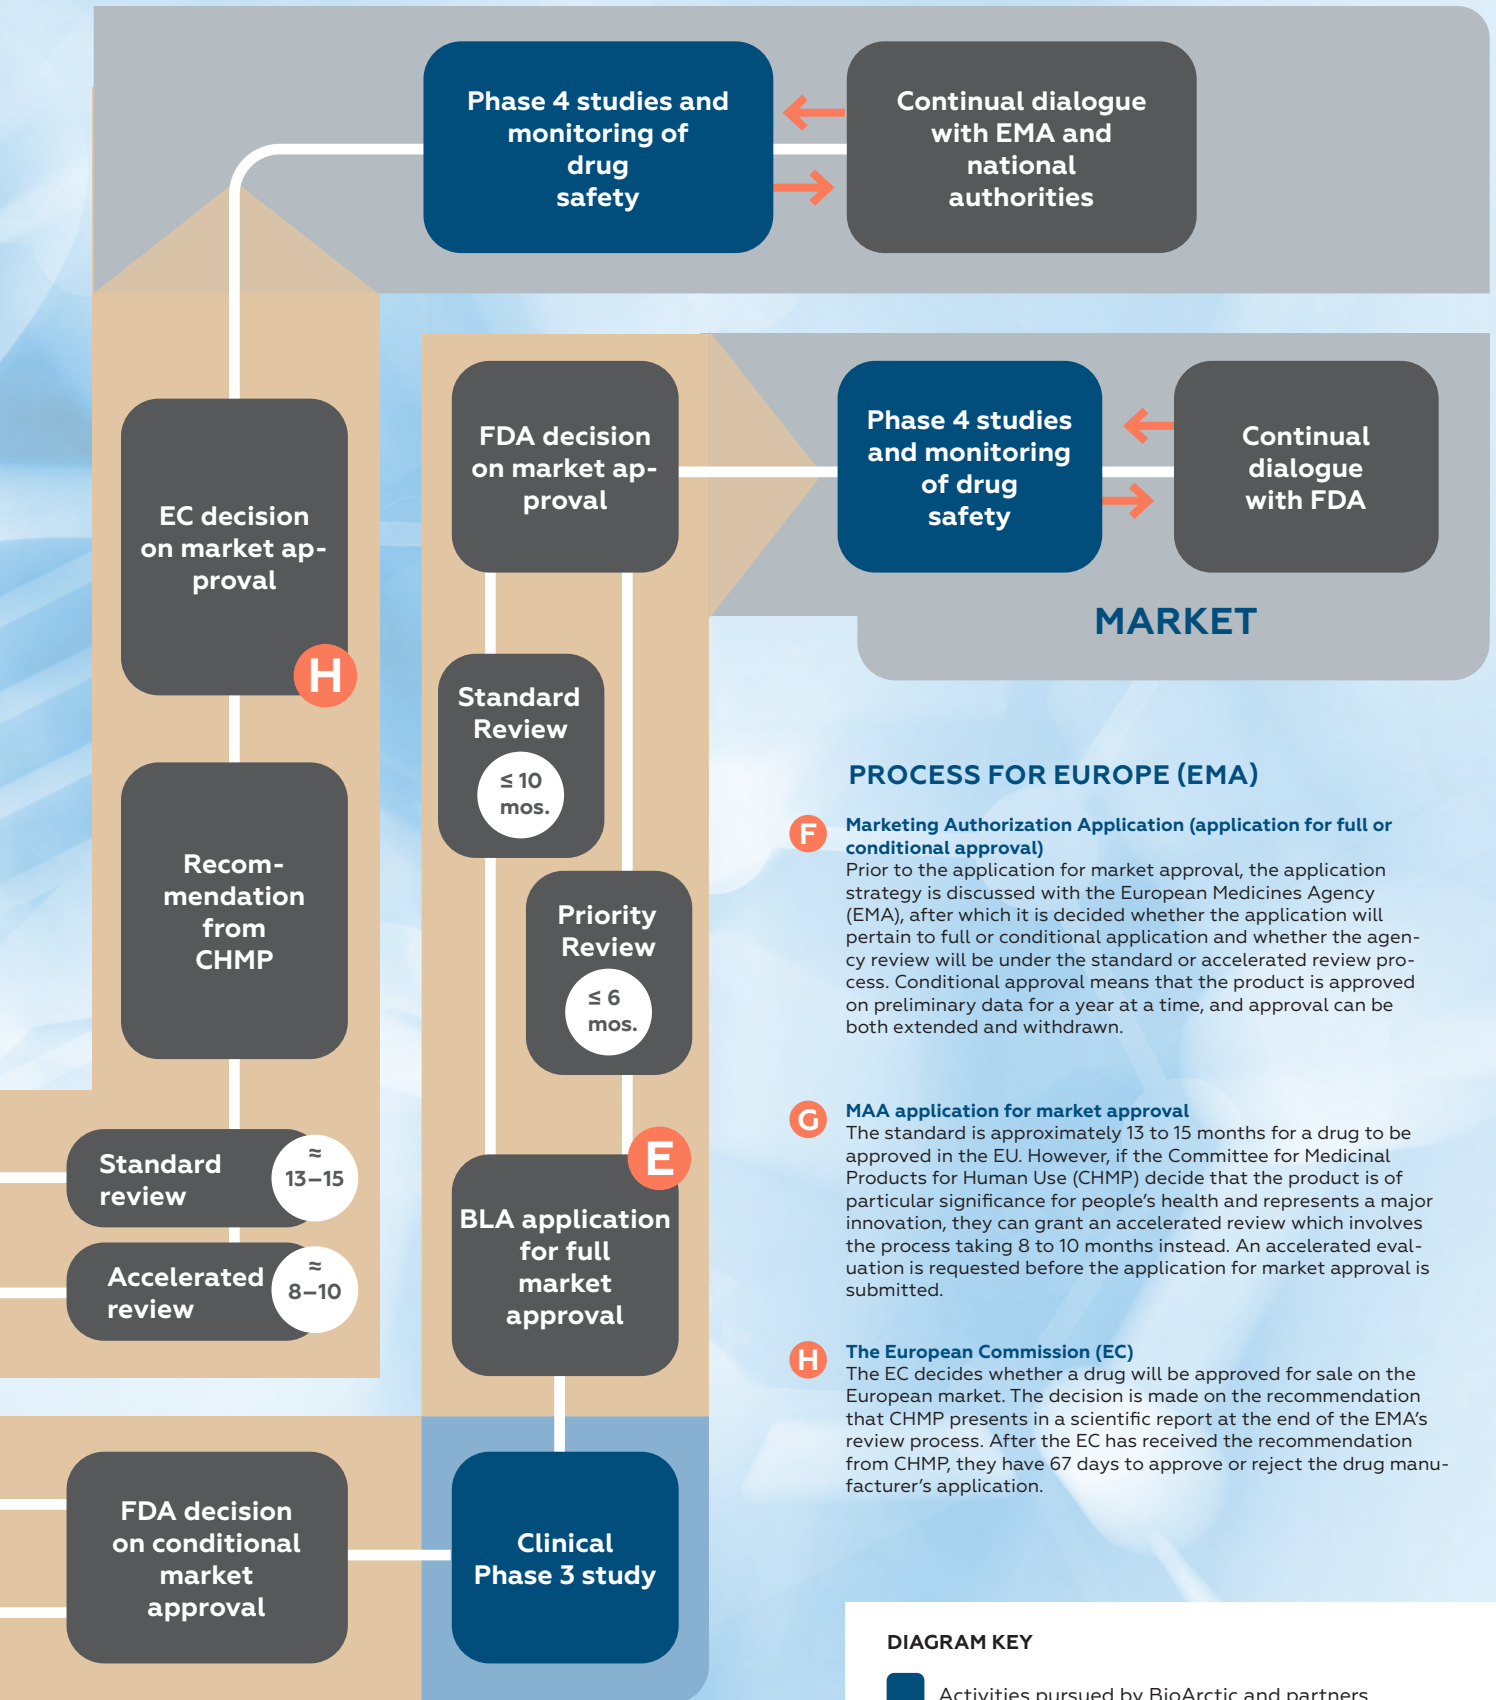 Phase 4 studies and
monitoring of
drug
safety
Continual dialogue
with EMA and
national
authorities
EC decision
on market ap-
proval
H
Recom-
mendation
from
CHMP
Standard
review
≈
13–15
Accelerated
review
≈
8–10
FDA decision
on market ap-
proval
Standard
Review
≤ 10
mos.
Priority
Review
≤ 6
mos.
E
BLA application
for full
market
approval
FDA decision
on conditional
market
approval
Clinical
Phase 3 study
Phase 4 studies
and monitoring
of drug
safety
Continual
dialogue
with FDA
MARKET
PROCESS FOR EUROPE (EMA)
F
Marketing Authorization Application (application for full or
conditional approval)
Prior to the application for market approval, the application
strategy is discussed with the European Medicines Agency
(EMA), after which it is decided whether the application will
pertain to full or conditional application and whether the agen-
cy review will be under the standard or accelerated review pro-
cess. Conditional approval means that the product is approved
on preliminary data for a year at a time, and approval can be
both extended and withdrawn.
G
MAA application for market approval
The standard is approximately 13 to 15 months for a drug to be
approved in the EU. However, if the Committee for Medicinal
Products for Human Use (CHMP) decide that the product is of
particular significance for people's health and represents a major
innovation, they can grant an accelerated review which involves
the process taking 8 to 10 months instead. An accelerated eval-
uation is requested before the application for market approval is
submitted.
H
The European Commission (EC)
The EC decides whether a drug will be approved for sale on the
European market. The decision is made on the recommendation
that CHMP presents in a scientific report at the end of the EMA's
review process. After the EC has received the recommendation
from CHMP, they have 67 days to approve or reject the drug manu-
facturer's application.
DIAGRAM KEY
Activities pursued by BioArctic and partners